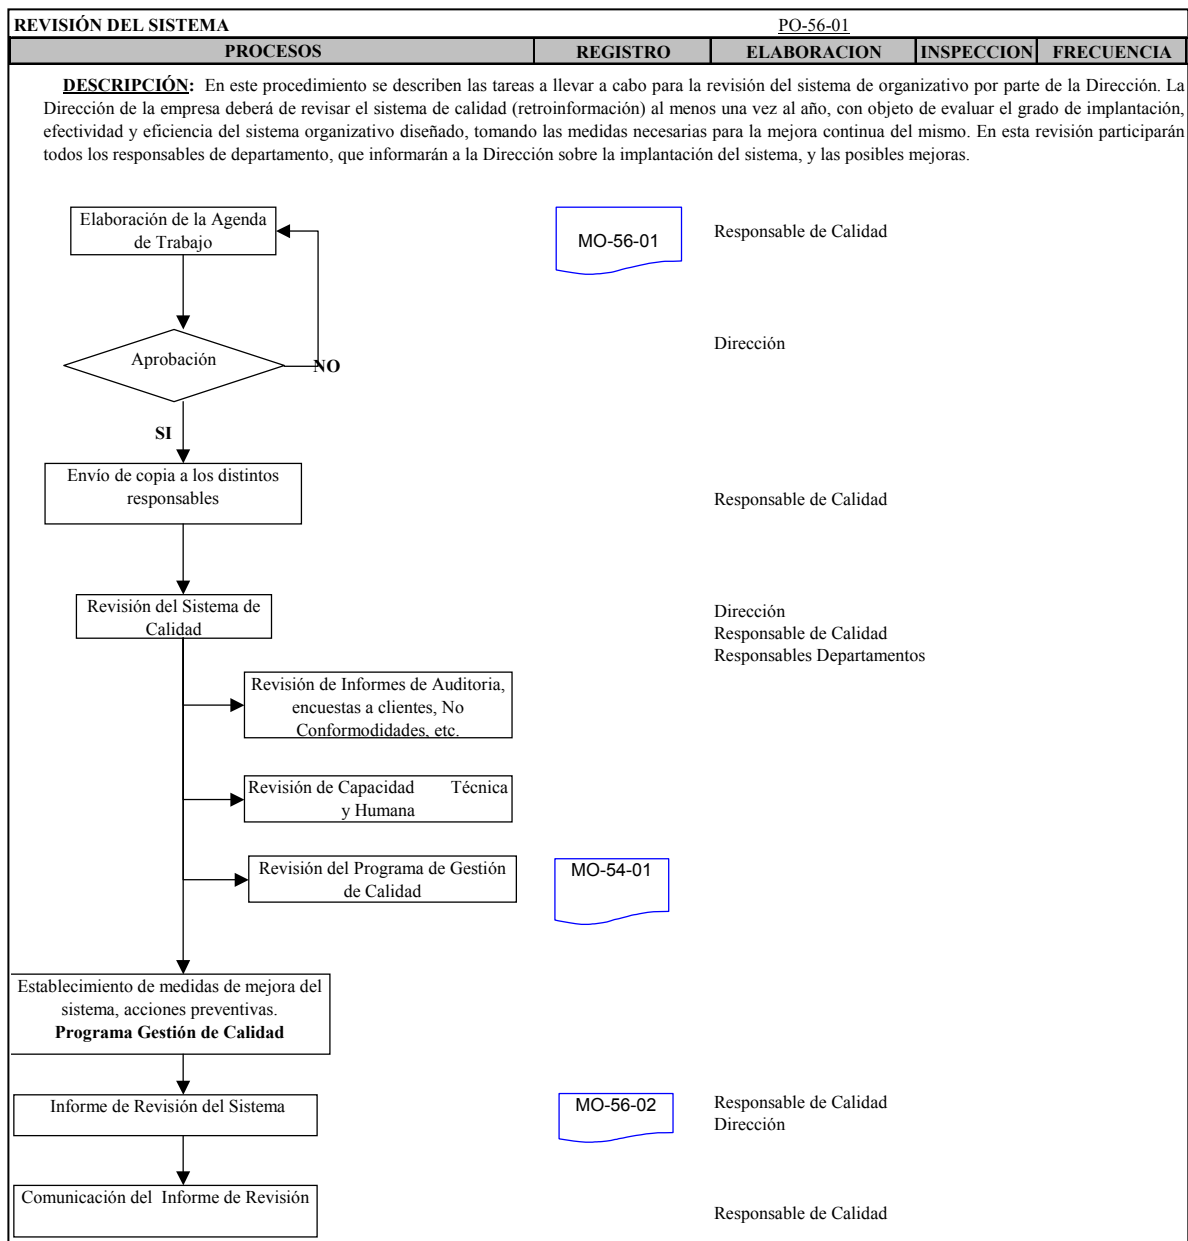 REVISIÓN DEL SISTEMA PO-56-01
PROCESOS REGISTRO ELABORACION INSPECCION FRECUENCIA
DESCRIPCIÓN: En este procedimiento se describen las tareas a llevar a cabo para la revisión del sistema de organizativo por parte de la Dirección. La
Dirección de la empresa deberá de revisar el sistema de calidad (retroinformación) al menos una vez al año, con objeto de evaluar el grado de implantación,
efectividad y eficiencia del sistema organizativo diseñado, tomando las medidas necesarias para la mejora continua del mismo. En esta revisión participarán
todos los responsables de departamento, que informarán a la Dirección sobre la implantación del sistema, y las posibles mejoras.
Elaboración de la Agenda
de Trabajo
MO-56-01
Responsable de Calidad
Aprobación
NO
Dirección
SI
Envío de copia a los distintos
responsables
Responsable de Calidad
Revisión del Sistema de
Calidad
Dirección
Responsable de Calidad
Responsables Departamentos
Revisión de Informes de Auditoria,
encuestas a clientes, No
Conformodidades, etc.
Revisión de Capacidad Técnica
y Humana
Revisión del Programa de Gestión
de Calidad
MO-54-01
Establecimiento de medidas de mejora del
sistema, acciones preventivas.
Programa Gestión de Calidad
Informe de Revisión del Sistema
MO-56-02
Responsable de Calidad
Dirección
Comunicación del Informe de Revisión
Responsable de Calidad